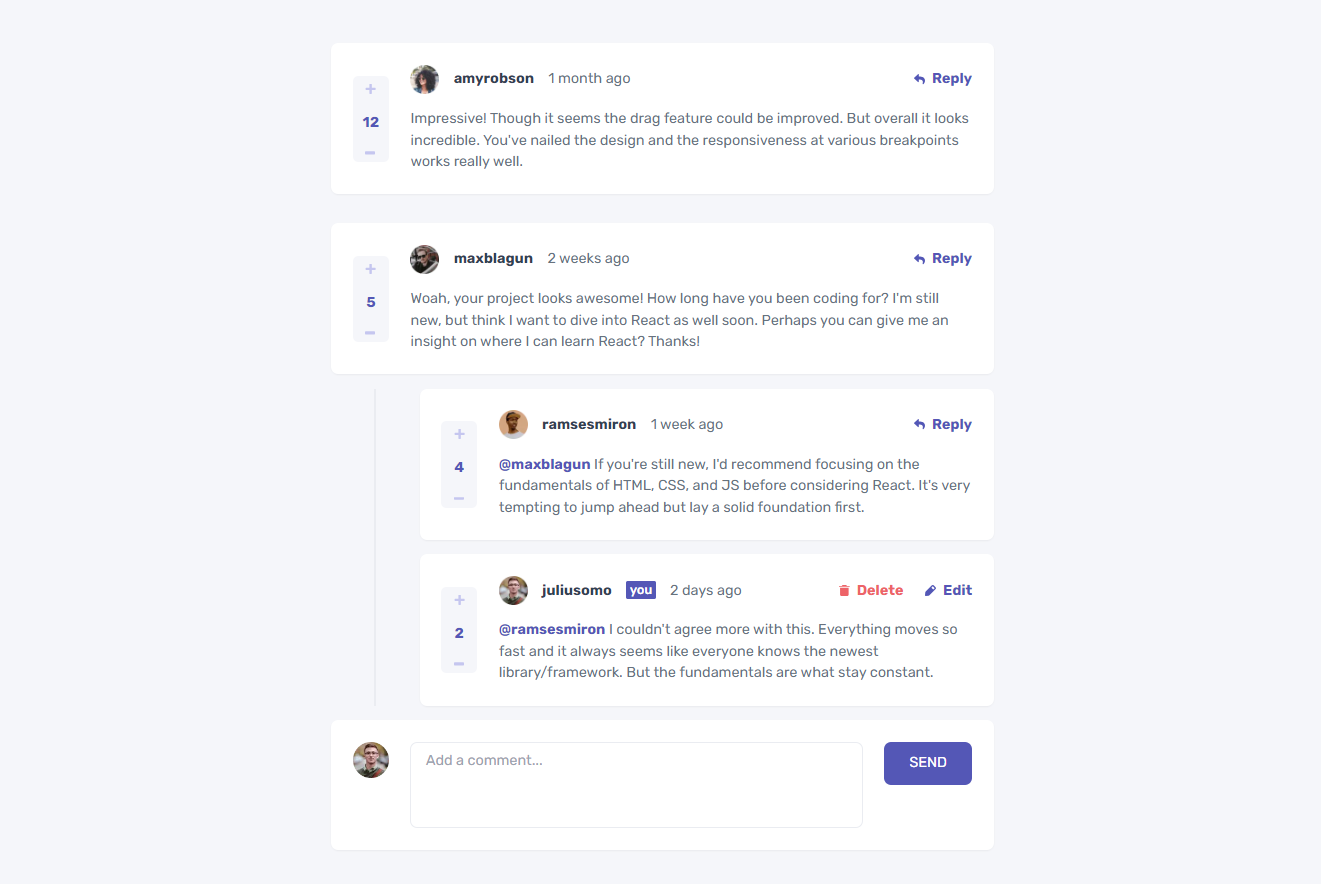 amyrobson 1 month ago Reply
+
12
Impressive! Though it seems the drag feature could be improved. But overall it looks
incredible. You've nailed the design and the responsiveness at various breakpoints
works really well.
−
maxblagun 2 weeks ago Reply
+
5
Woah, your project looks awesome! How long have you been coding for? I'm still
new, but think I want to dive into React as well soon. Perhaps you can give me an
insight on where I can learn React? Thanks!
−
ramsesmiron 1 week ago Reply
+
4
@maxblagun If you're still new, I'd recommend focusing on the
fundamentals of HTML, CSS, and JS before considering React. It's very
tempting to jump ahead but lay a solid foundation first.
−
juliusomo you 2 days ago Delete Edit
+
2
@ramsesmiron I couldn't agree more with this. Everything moves so
fast and it always seems like everyone knows the newest
library/framework. But the fundamentals are what stay constant.
−
Add a comment...
SEND